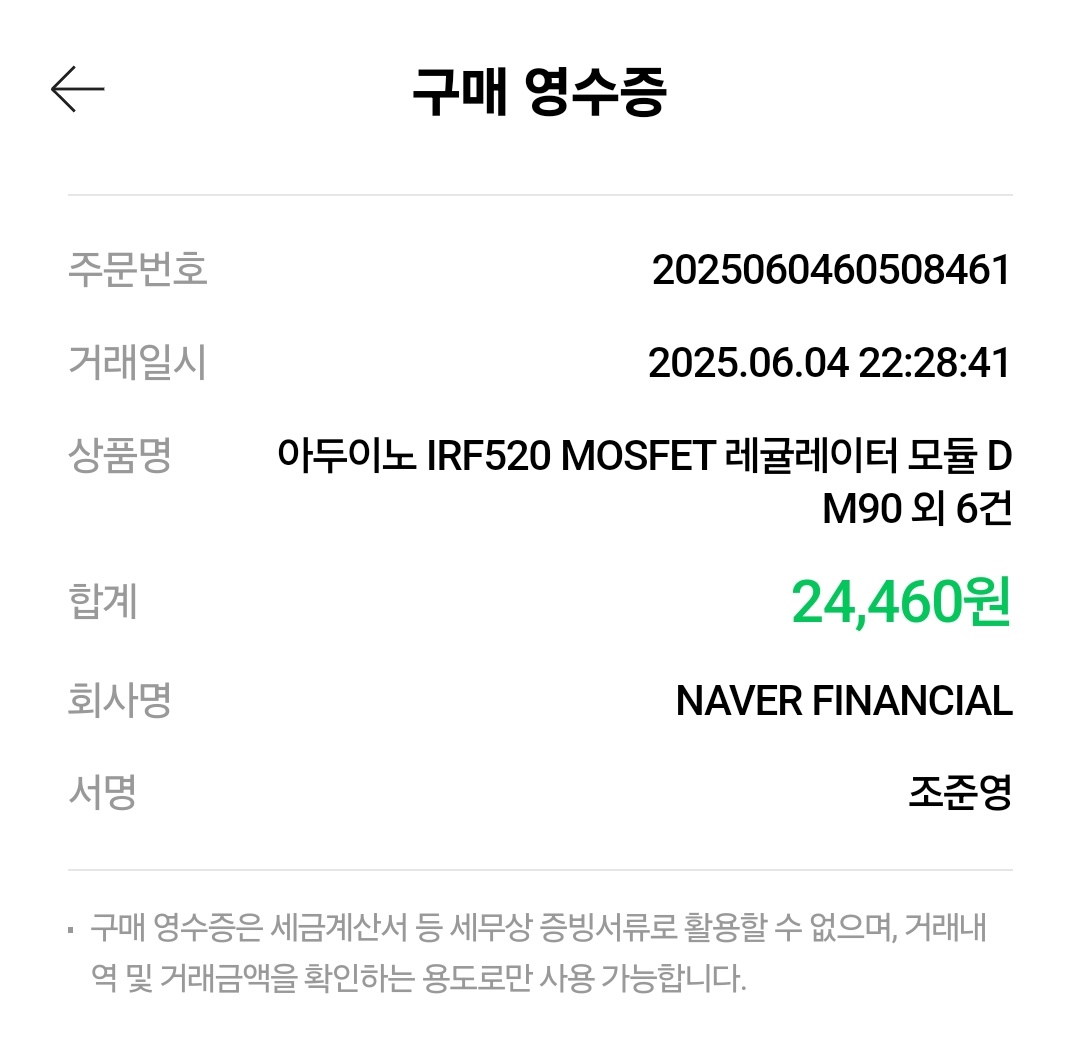 구매 영수증
주문번호 2025060460508461
거래일시 2025.06.04 22:28:41
상품명 아두이노 IRF520 MOSFET 레귤레이터 모듈 D
M90 외 6건
합계 24,460원
회사명 NAVER FINANCIAL
서명 조준영
· 구매 영수증은 세금계산서 등 세무상 증빙서류로 활용할 수 없으며, 거래내
역 및 거래금액을 확인하는 용도로만 사용 가능합니다.